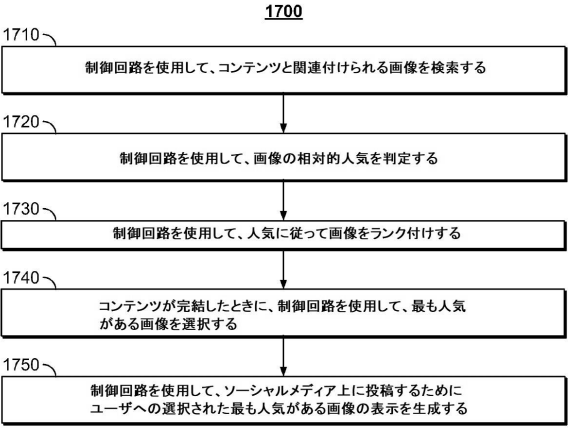 1700
1710
制御回路を使用して、コンテンツと関連付けられる画像を検索する
1720
制御回路を使用して、画像の相対的人気を判定する
1730
制御回路を使用して、人気に従って画像をランク付けする
1740
コンテンツが完結したときに、制御回路を使用して、最も人気
がある画像を選択する
1750
制御回路を使用して、ソーシャルメディア上に投稿するために
ユーザへの選択された最も人気がある画像の表示を生成する